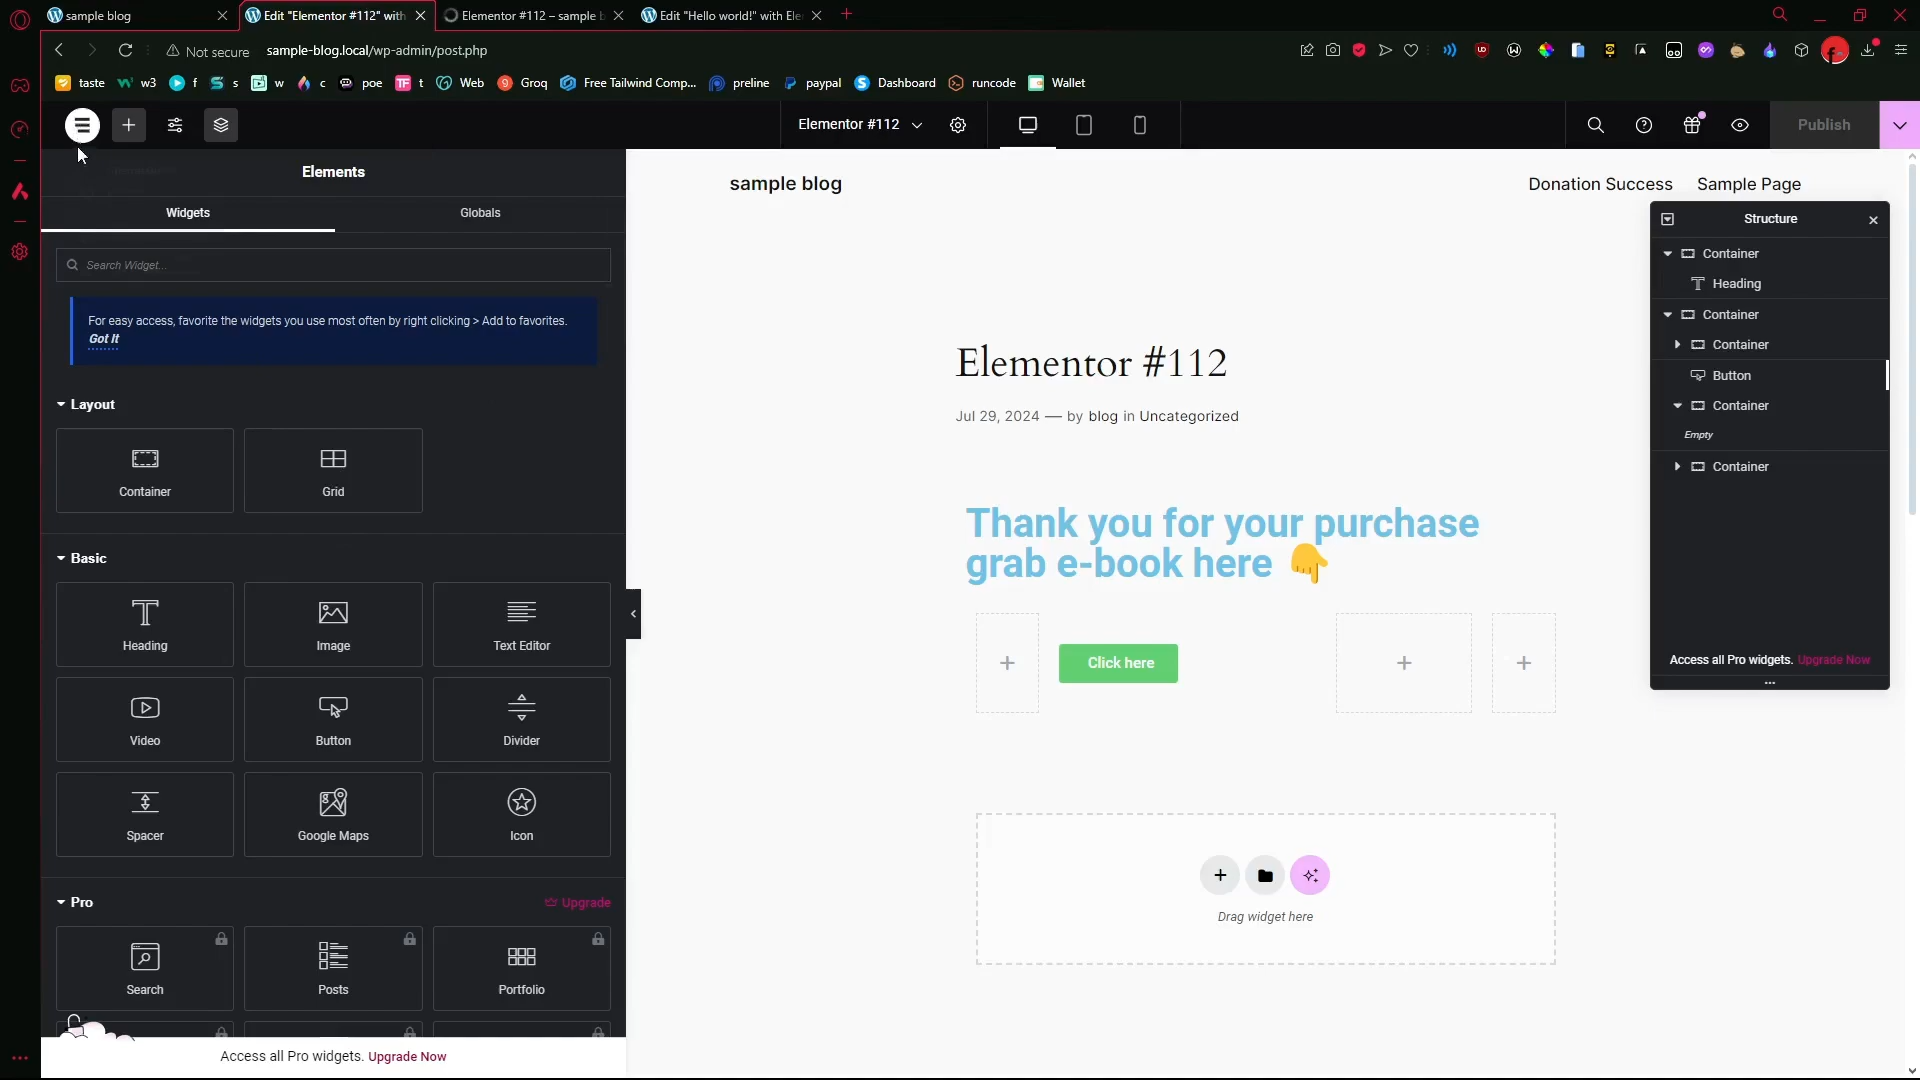 sample blog
Edit "Elementor #112" with
Elementor #112 – sample b
Edit "Hello world!" with Ele
Not secure
sample-blog.local/wp-admin/post.php
taste
w3
f
s
w
c
poe
t
Web
Groq
Free Tailwind Comp...
preline
paypal
Dashboard
runcode
Wallet
Elementor #112
Publish
Elements
Widgets
Globals
Search Widget...
For easy access, favorite the widgets you use most often by right clicking > Add to favorites.
Got It
Layout
Container
Grid
Basic
Heading
Image
Text Editor
Video
Button
Divider
Spacer
Google Maps
Icon
Pro
Upgrade
Search
Posts
Portfolio
Access all Pro widgets. Upgrade Now
sample blog
Donation Success
Sample Page
Elementor #112
Jul 29, 2024 — by blog in Uncategorized
Thank you for your purchase
grab e-book here 👇
Click here
Drag widget here
Structure
Container
Heading
Container
Container
Button
Container
Empty
Container
Access all Pro widgets. Upgrade Now